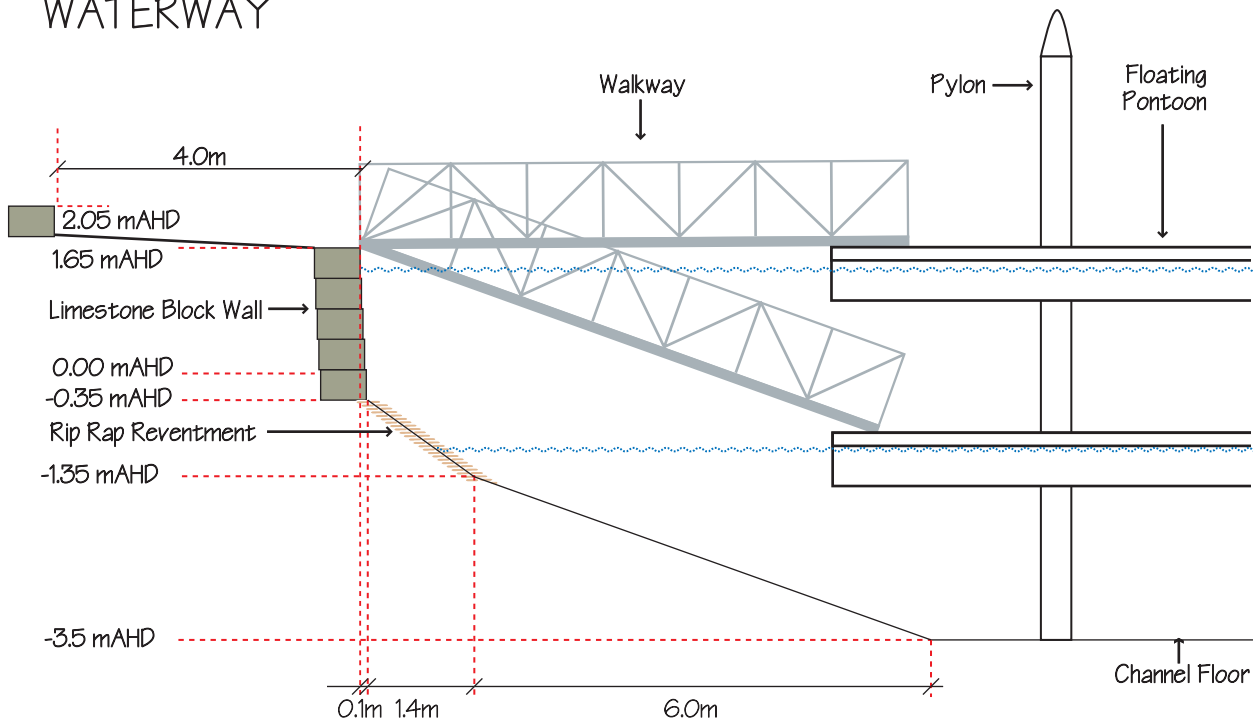 WATERWAY
Walkway
Pylon
Floating
Pontoon
4.0m
2.05 mAHD
1.65 mAHD
Limestone Block Wall
0.00 mAHD
-0.35 mAHD
Rip Rap Reventment
-1.35 mAHD
-3.5 mAHD
Channel Floor
0.1m
1.4m
6.0m